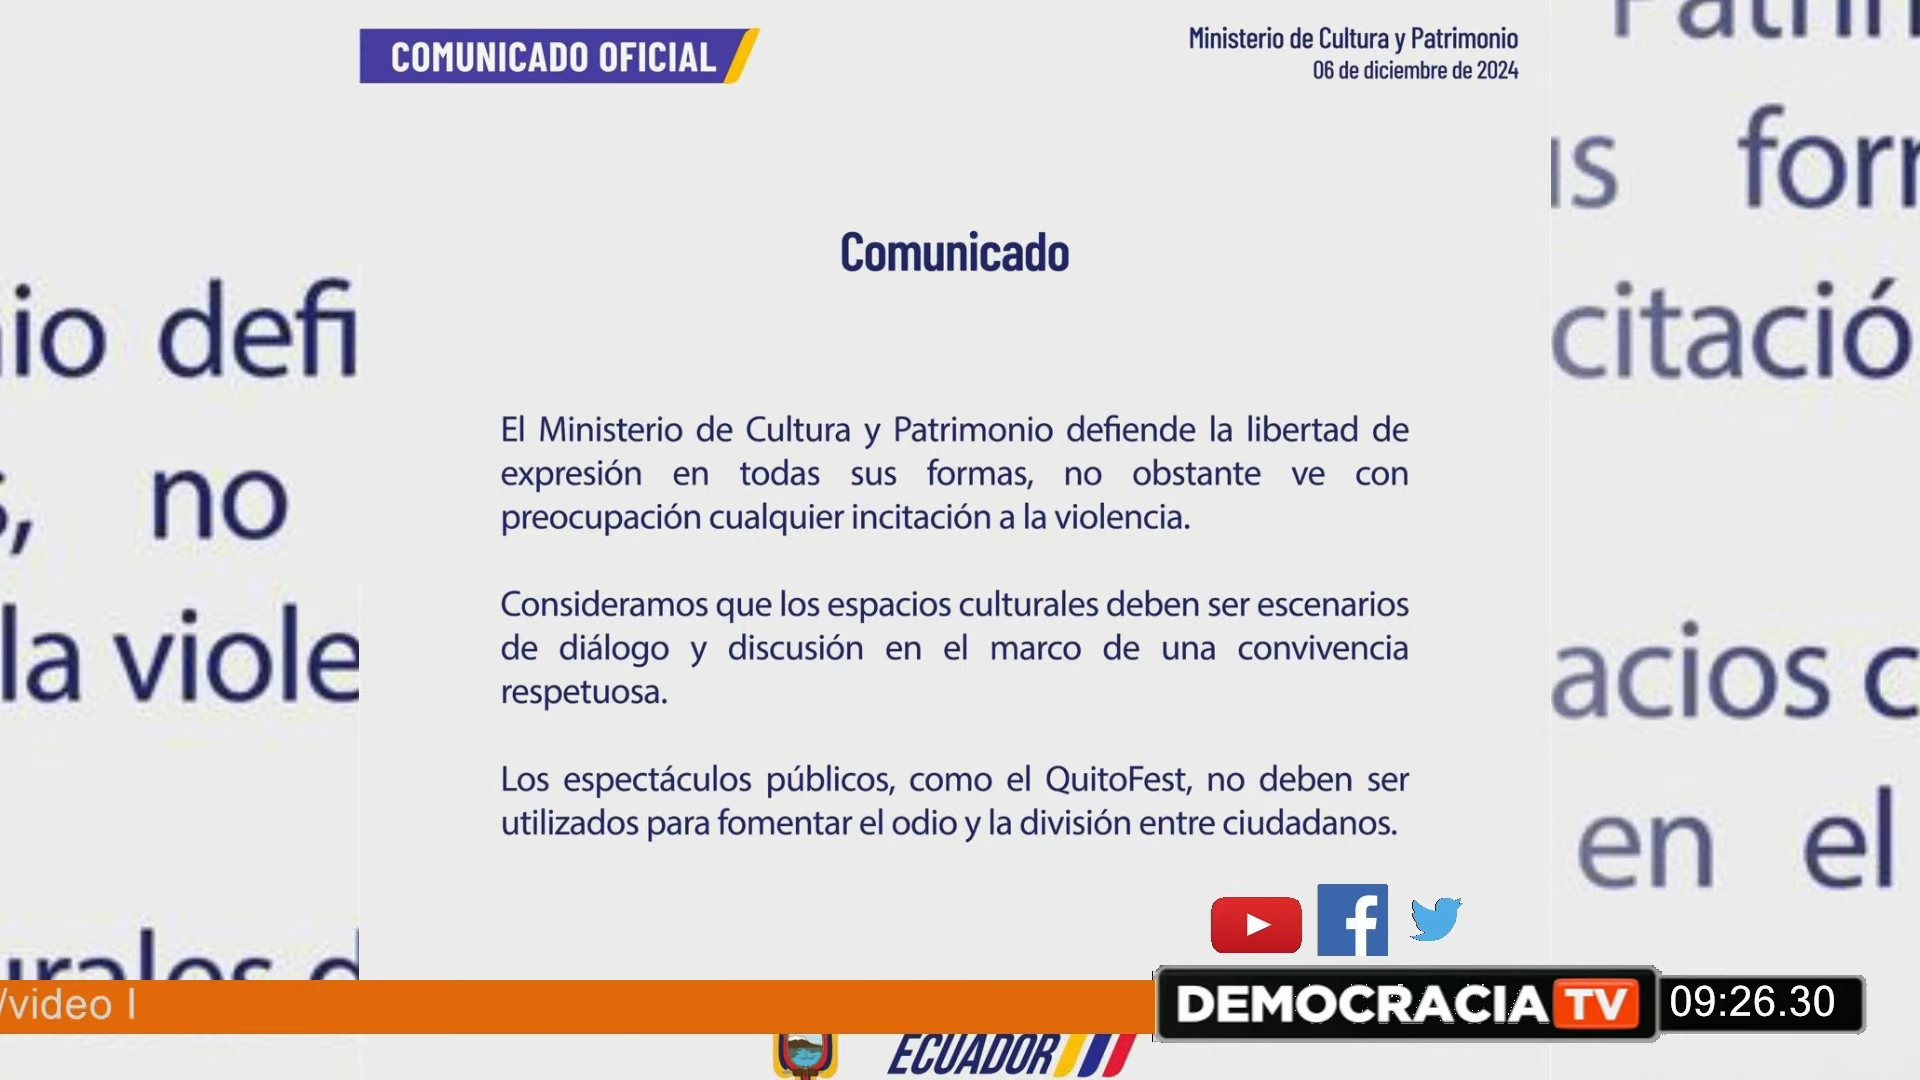 COMUNICADO OFICIAL
Ministerio de Cultura y Patrimonio
06 de diciembre de 2024
Comunicado
El Ministerio de Cultura y Patrimonio defiende la libertad de
expresión en todas sus formas, no obstante ve con
preocupación cualquier incitación a la violencia.
Consideramos que los espacios culturales deben ser escenarios
de diálogo y discusión en el marco de una convivencia
respetuosa.
Los espectáculos públicos, como el QuitoFest, no deben ser
utilizados para fomentar el odio y la división entre ciudadanos.
io defi
s, no
la viole
urales d
Patrim
us forr
citació
acios c
en el
/video |
DEMOCRACIA TV
09:26.30
ECUADOR